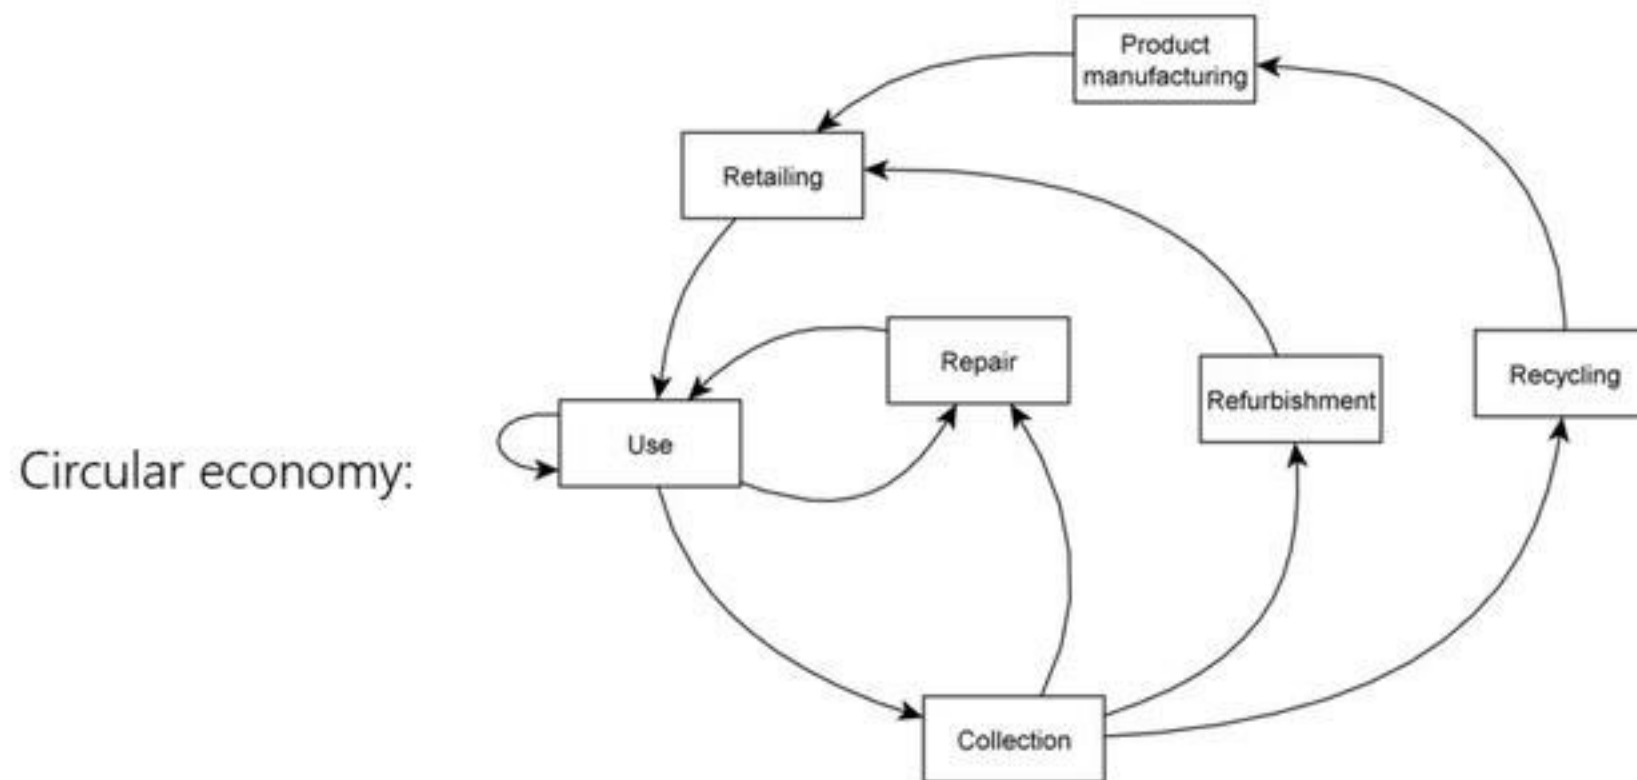 Product
manufacturing
Retailing
Repair
Refurbishment
Recycling
Use
Circular economy:
Collection